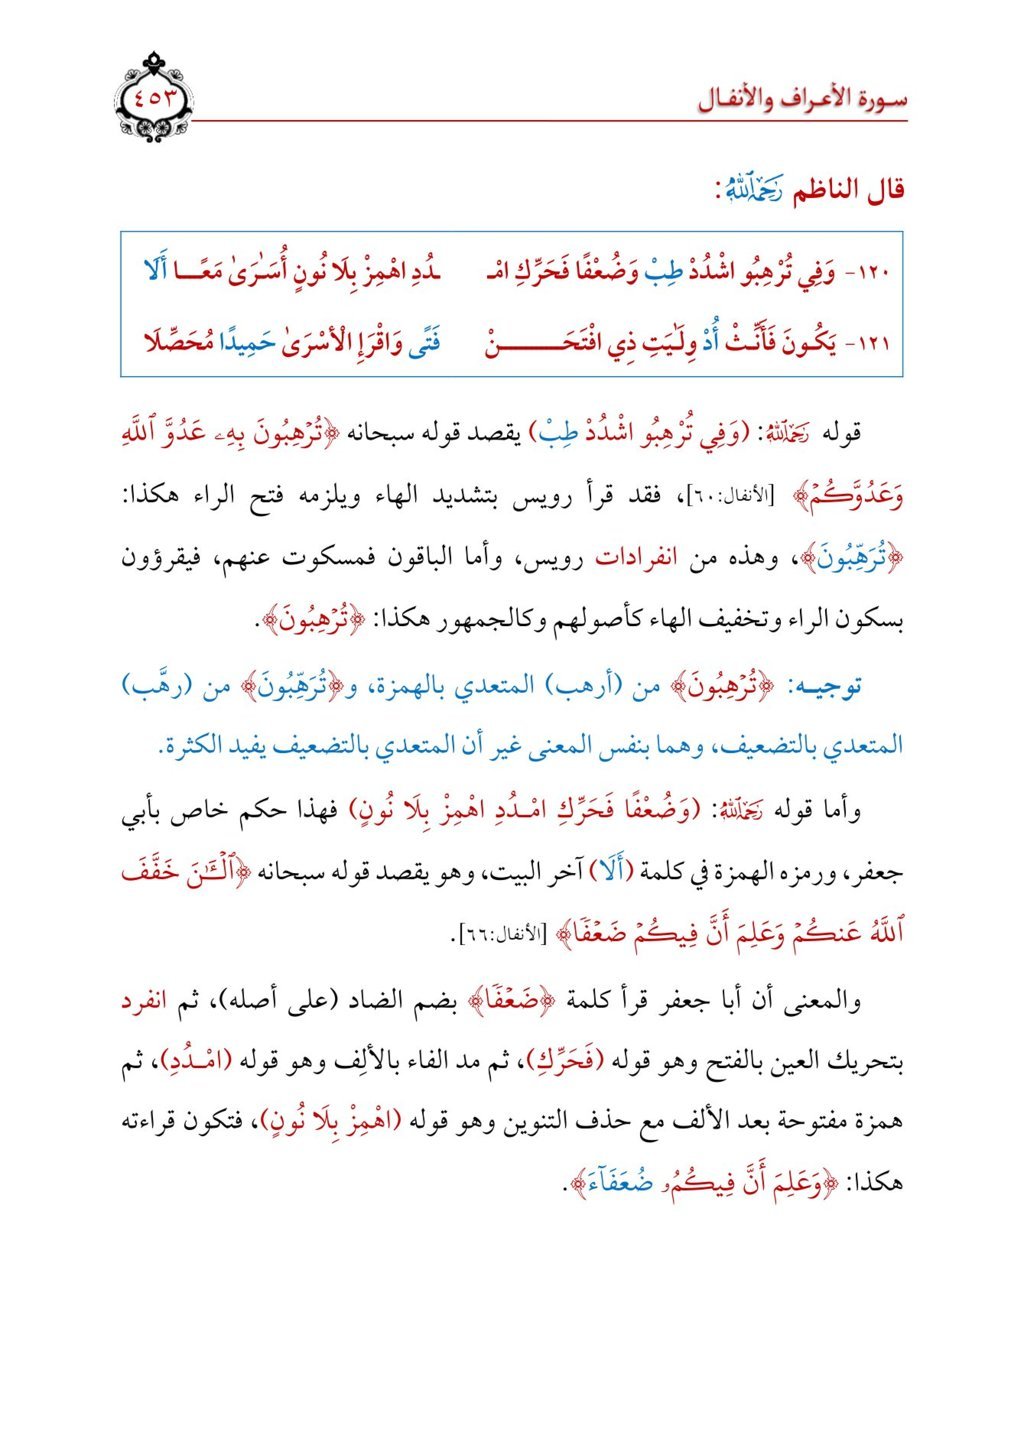 سورة الأعراف والأنفال
٤٥٣
قال الناظم رَحِمَهُ ٱللَّهُ:
١٢٠- وَفِي تُرْهِبُو اشْدُدْ طِبْ وَضُعْفًا فَحَرِّكِ امْـ ـدُدِ اهْمِزْ بِلَا نُونٍ أُسَـٰرَىٰ مَعًـــا أَلَا
١٢١- يَكُونَ فَأَنِّثْ أُدْ وِلَـٰيَتِ ذِي افْتَحَـــــــنْ فَتًى وَاقْرَإِ الْأَسْرَىٰ حَمِيدًا مُحَصِّلَا
قوله رَحِمَهُ ٱللَّهُ: (وَفِي تُرْهِبُو اشْدُدْ طِبْ) يقصد قوله سبحانه ﴿تُرْهِبُونَ بِهِۦ عَدُوَّ ٱللَّهِ
وَعَدُوَّكُمْ﴾ [الأنفال:٦٠]، فقد قرأ رويس بتشديد الهاء ويلزمه فتح الراء هكذا:
﴿تُرَهِّبُونَ﴾، وهذه من انفرادات رويس، وأما الباقون فمسكوت عنهم، فيقرؤون
بسكون الراء وتخفيف الهاء كأصولهم وكالجمهور هكذا: ﴿تُرْهِبُونَ﴾.
توجيـه: ﴿تُرْهِبُونَ﴾ من (أرهب) المتعدي بالهمزة، و﴿تُرَهِّبُونَ﴾ من (رهَّب)
المتعدي بالتضعيف، وهما بنفس المعنى غير أن المتعدي بالتضعيف يفيد الكثرة.
وأما قوله رَحِمَهُ ٱللَّهُ: (وَضُعْفًا فَحَرِّكِ امْـدُدِ اهْمِزْ بِلَا نُونٍ) فهذا حكم خاص بأبي
جعفر، ورمزه الهمزة في كلمة (أَلَا) آخر البيت، وهو يقصد قوله سبحانه ﴿ٱلْـَٰٔنَ خَفَّفَ
ٱللَّهُ عَنكُمْ وَعَلِمَ أَنَّ فِيكُمْ ضَعْفًا﴾ [الأنفال:٦٦].
والمعنى أن أبا جعفر قرأ كلمة ﴿ضَعْفًا﴾ بضم الضاد (على أصله)، ثم انفرد
بتحريك العين بالفتح وهو قوله (فَحَرِّكِ)، ثم مد الفاء بالألِف وهو قوله (امْـدُدِ)، ثم
همزة مفتوحة بعد الألف مع حذف التنوين وهو قوله (اهْمِزْ بِلَا نُونٍ)، فتكون قراءته
هكذا: ﴿وَعَلِمَ أَنَّ فِيكُمُۥ ضُعَفَآءَ﴾.